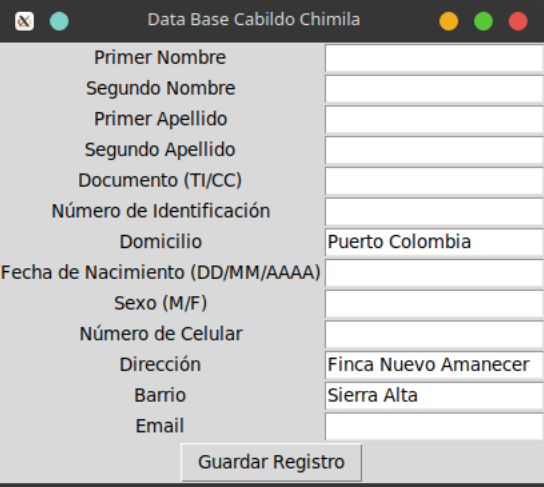 Data Base Cabildo Chimila
Primer Nombre
Segundo Nombre
Primer Apellido
Segundo Apellido
Documento (TI/CC)
Número de Identificación
Domicilio Puerto Colombia
Fecha de Nacimiento (DD/MM/AAAA)
Sexo (M/F)
Número de Celular
Dirección Finca Nuevo Amanecer
Barrio Sierra Alta
Email
Guardar Registro